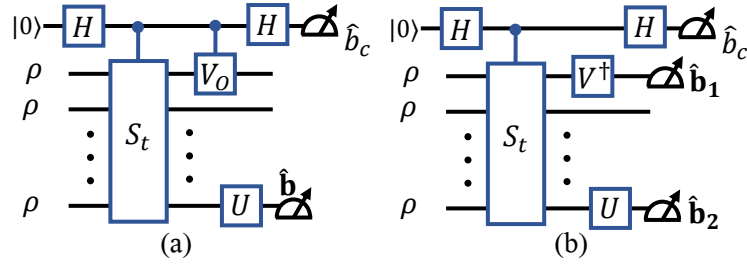 |0⟩ H H b̂_c
ρ V_O
ρ
S_t
ρ U b̂
(a)
|0⟩ H H b̂_c
ρ V† b̂₁
ρ
S_t
ρ U b̂₂
(b)